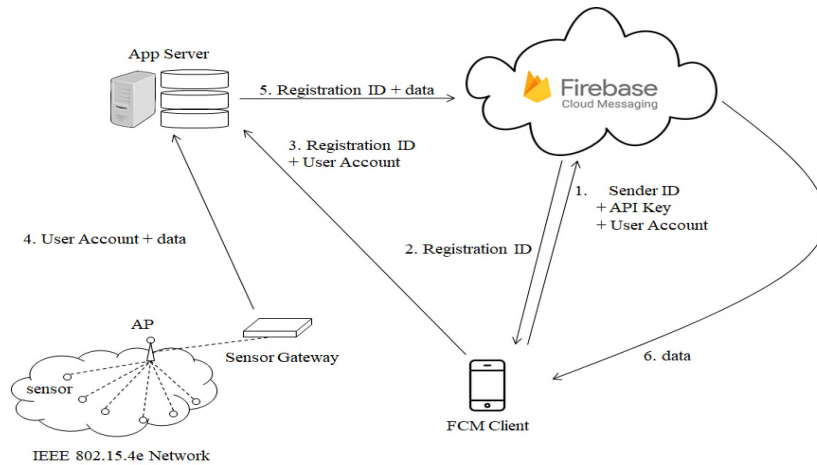 App Server
Firebase
Cloud Messaging
5. Registration ID + data
3. Registration ID
+ User Account
1. Sender ID
+ API Key
+ User Account
4. User Account + data
2. Registration ID
AP
Sensor Gateway
6. data
sensor
FCM Client
IEEE 802.15.4e Network